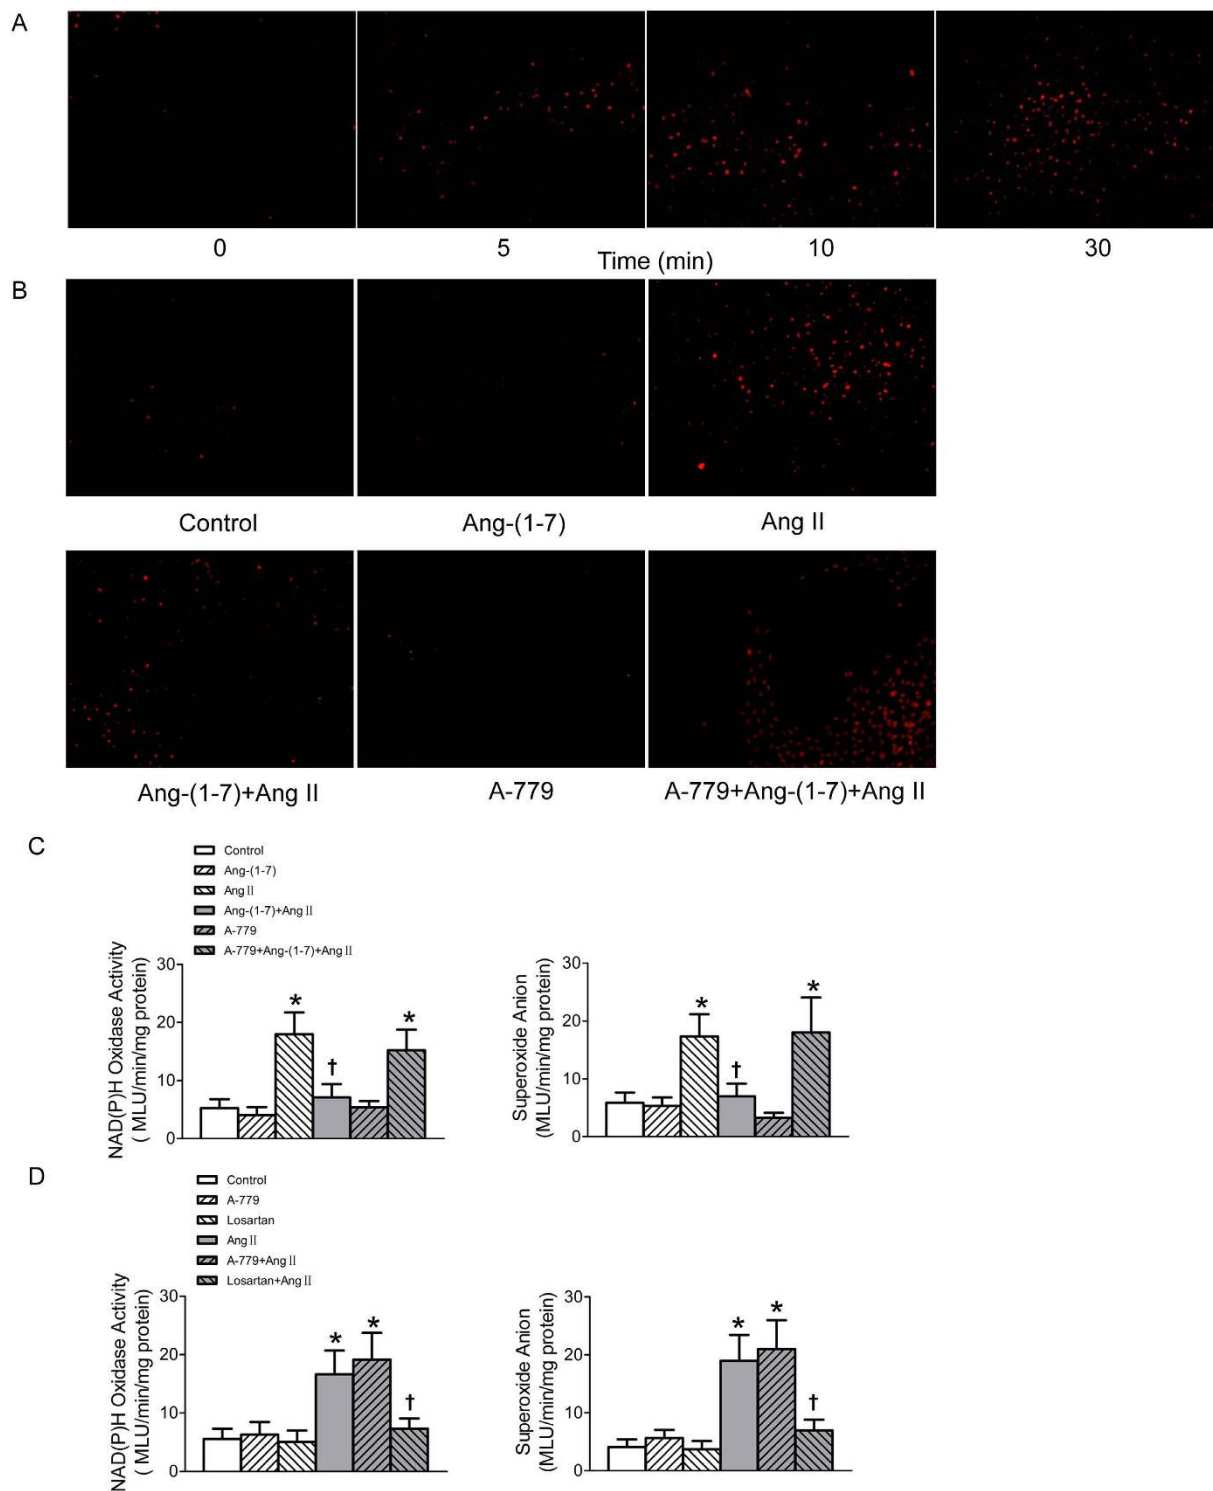 A
0
5
10
30
Time (min)
B
Control
Ang-(1-7)
Ang II
Ang-(1-7)+Ang II
A-779
A-779+Ang-(1-7)+Ang II
C
Control
Ang-(1-7)
Ang II
Ang-(1-7)+Ang II
A-779
A-779+Ang-(1-7)+Ang II
NAD(P)H Oxidase Activity
( MLU/min/mg protein)
30
20
10
0
*
†
*
Superoxide Anion
(MLU/min/mg protein)
30
20
10
0
*
†
*
D
Control
A-779
Losartan
Ang II
A-779+Ang II
Losartan+Ang II
NAD(P)H Oxidase Activity
( MLU/min/mg protein)
30
20
10
0
*
*
†
Superoxide Anion
(MLU/min/mg protein)
30
20
10
0
*
*
†